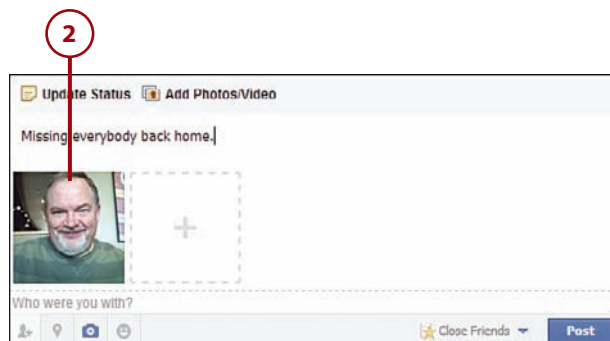 2
Update Status Add Photos/Video
Missing everybody back home.
Who were you with?
Close Friends Post